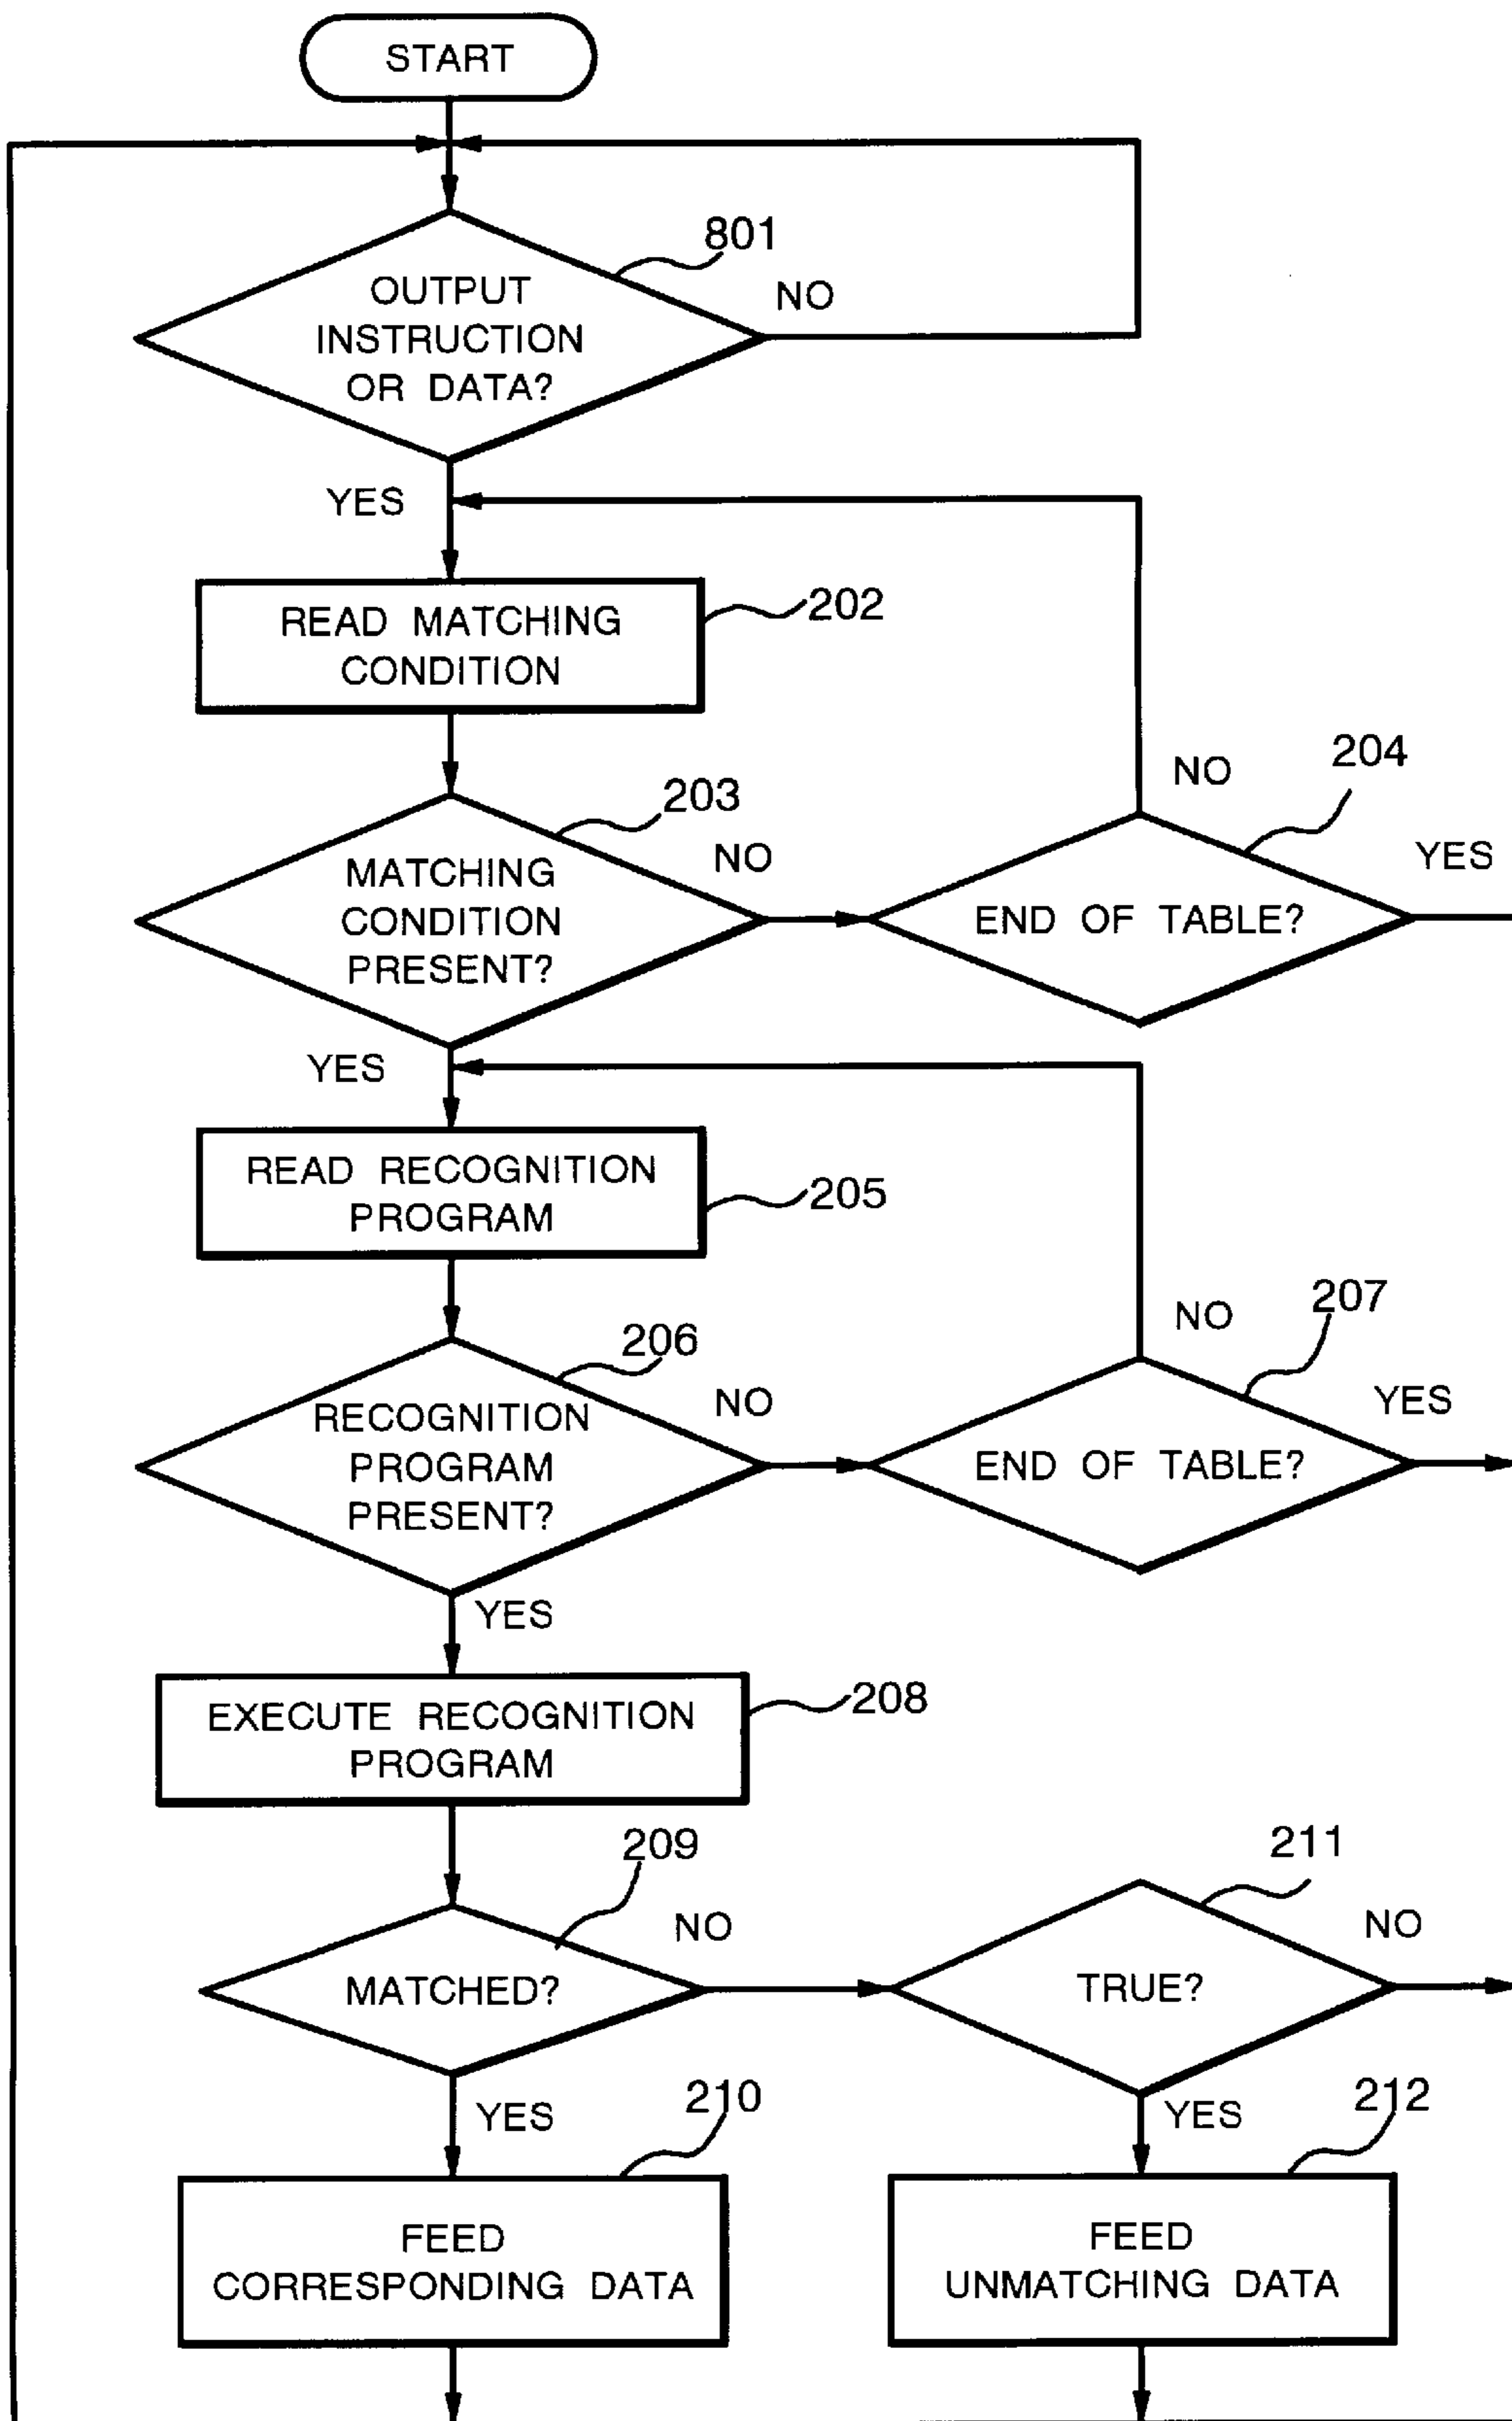 START
801
OUTPUT
INSTRUCTION
OR DATA?
NO
YES
READ MATCHING
CONDITION
202
203
MATCHING
CONDITION
PRESENT?
NO
204
NO
END OF TABLE?
YES
YES
READ RECOGNITION
PROGRAM
205
206
RECOGNITION
PROGRAM
PRESENT?
NO
207
NO
END OF TABLE?
YES
YES
EXECUTE RECOGNITION
PROGRAM
208
209
MATCHED?
NO
211
TRUE?
NO
YES
210
FEED
CORRESPONDING DATA
YES
212
FEED
UNMATCHING DATA